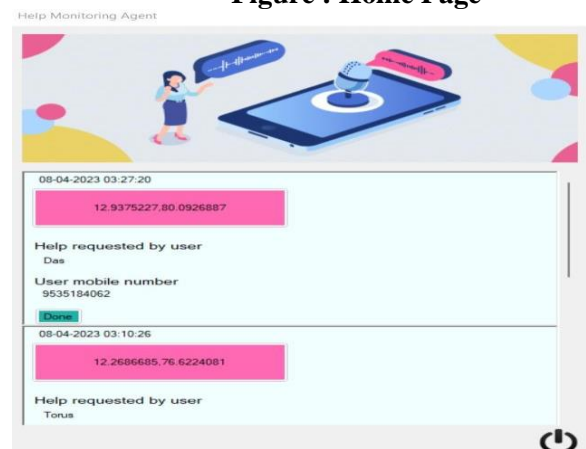 Figure : Home Page
Help Monitoring Agent
08-04-2023 03:27:20
12.9375227,80.0926887
Help requested by user
Das
User mobile number
9535184062
Done
08-04-2023 03:10:26
12.2686685,76.6224081
Help requested by user
Torus